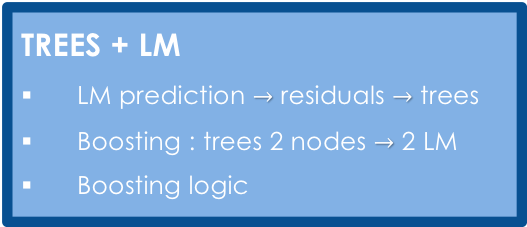 TREES + LM
▪ LM prediction → residuals → trees
▪ Boosting : trees 2 nodes → 2 LM
▪ Boosting logic